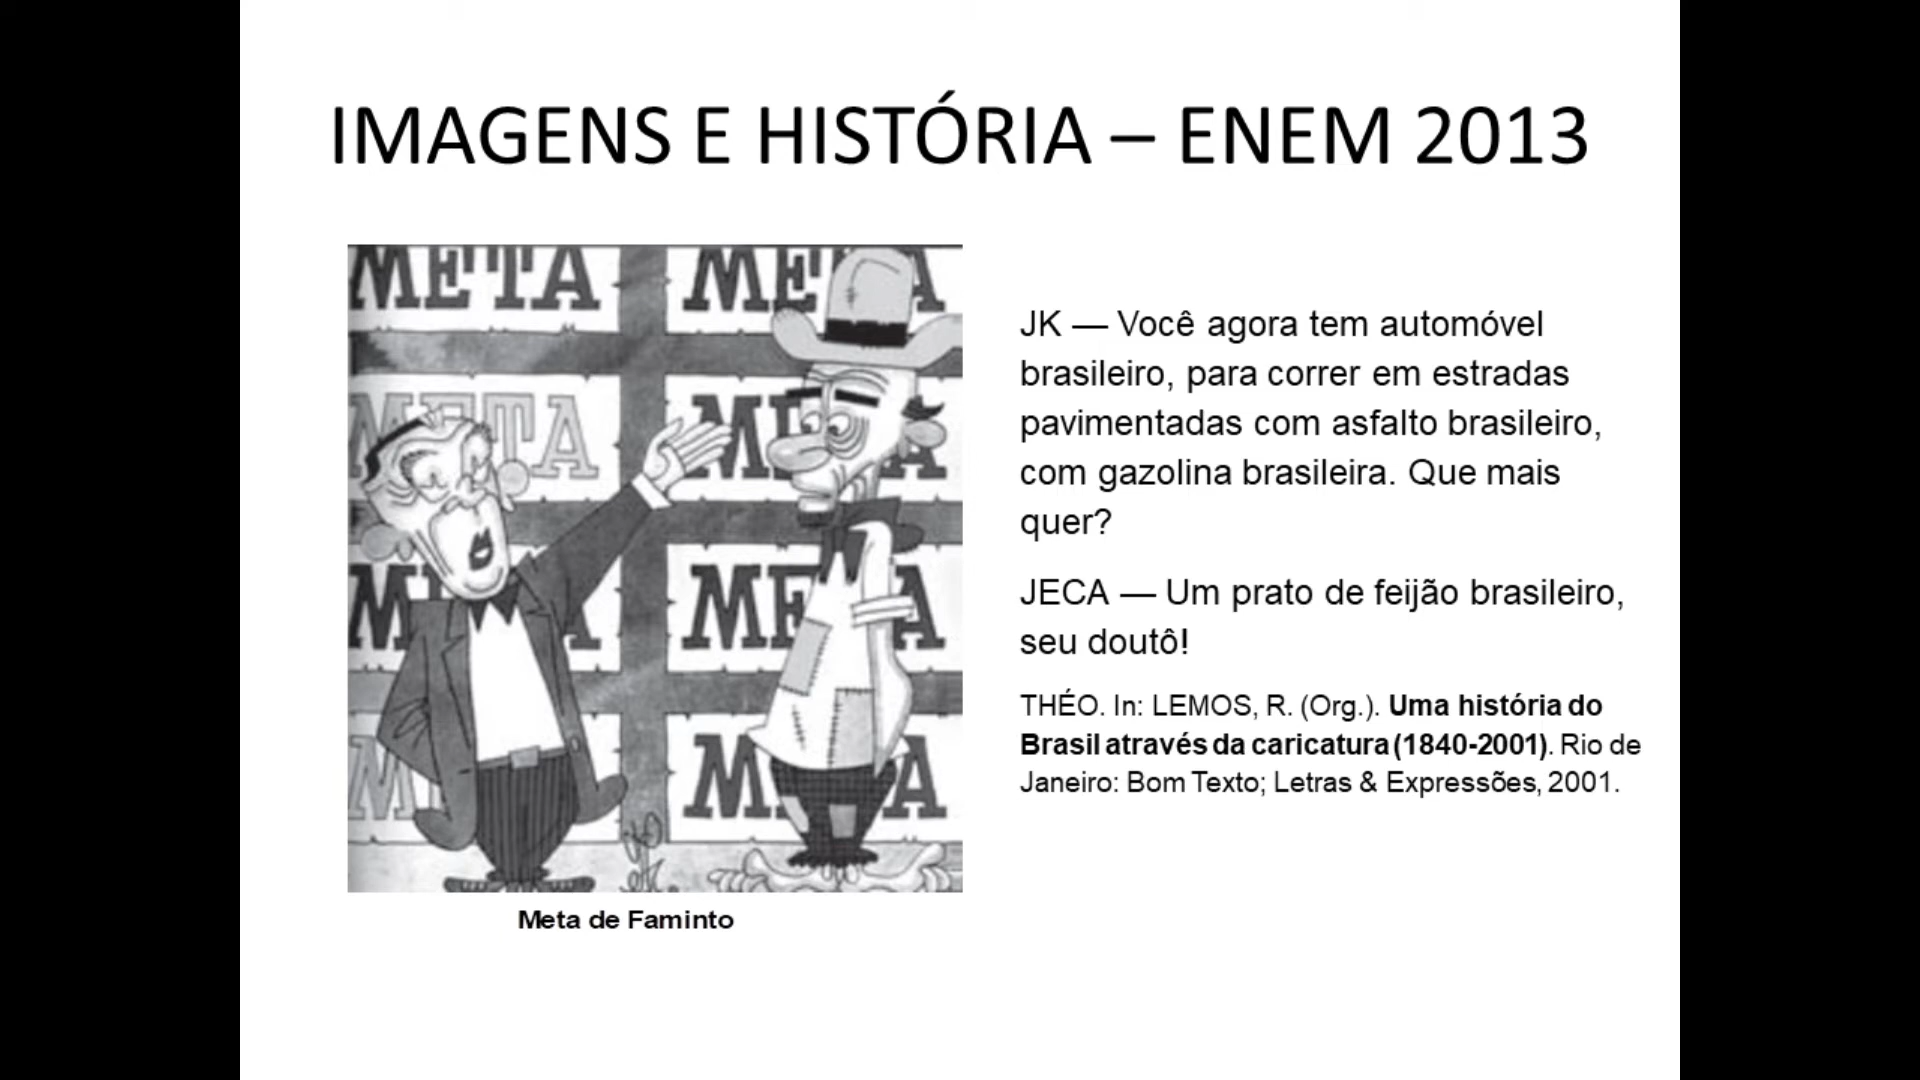 IMAGENS E HISTÓRIA – ENEM 2013
META META
META META
META META
META META
Meta de Faminto
JK — Você agora tem automóvel
brasileiro, para correr em estradas
pavimentadas com asfalto brasileiro,
com gazolina brasileira. Que mais
quer?
JECA — Um prato de feijão brasileiro,
seu doutô!
THÉO. In: LEMOS, R. (Org.). Uma história do
Brasil através da caricatura (1840-2001). Rio de
Janeiro: Bom Texto; Letras & Expressões, 2001.